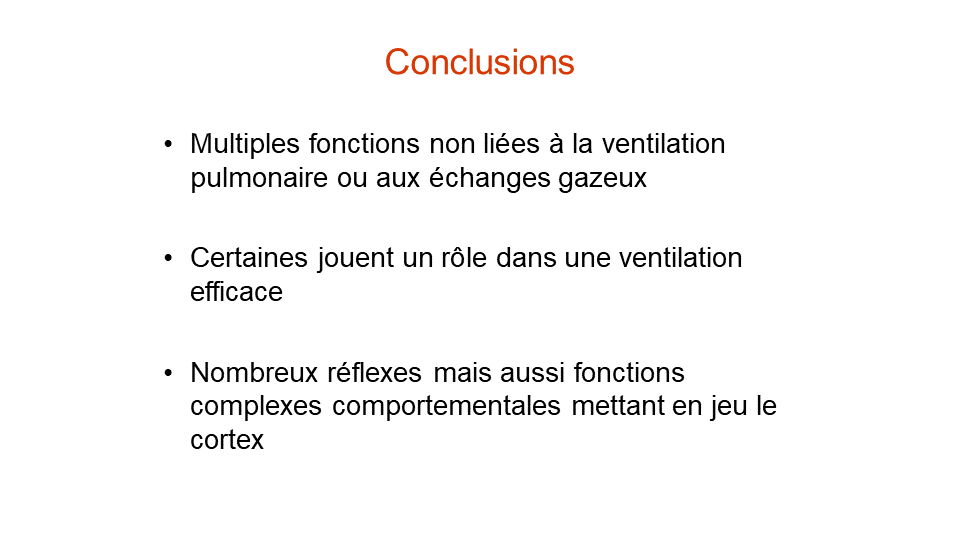 Conclusions
• Multiples fonctions non liées à la ventilation
pulmonaire ou aux échanges gazeux
• Certaines jouent un rôle dans une ventilation
efficace
• Nombreux réflexes mais aussi fonctions
complexes comportementales mettant en jeu le
cortex